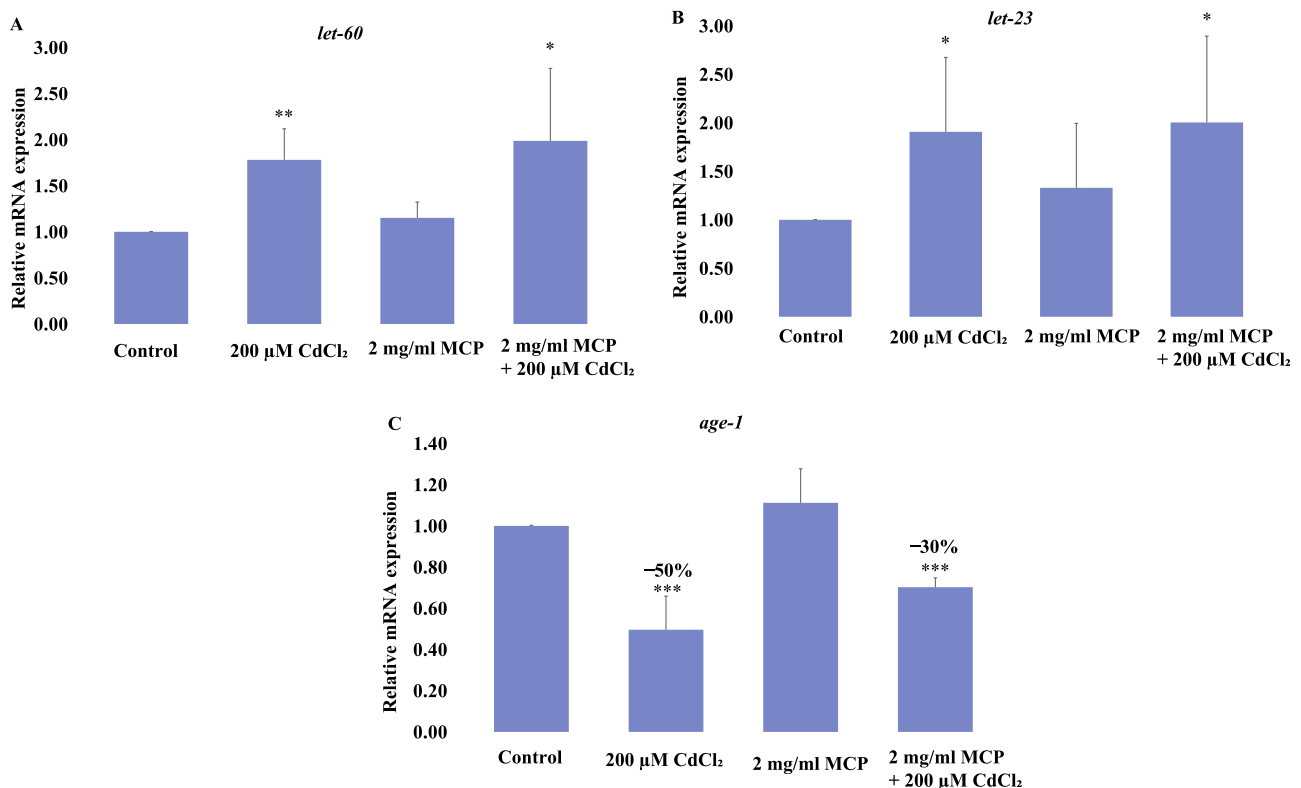 A
let-60
3.00
2.50
2.00
1.50
1.00
0.50
0.00
Relative mRNA expression
**
*
Control
200 µM CdCl₂
2 mg/ml MCP
2 mg/ml MCP
+ 200 µM CdCl₂
B
let-23
3.00
2.50
2.00
1.50
1.00
0.50
0.00
Relative mRNA expression
*
*
Control
200 µM CdCl₂
2 mg/ml MCP
2 mg/ml MCP
+ 200 µM CdCl₂
C
age-1
1.40
1.20
1.00
0.80
0.60
0.40
0.20
0.00
Relative mRNA expression
−50%
***
−30%
***
Control
200 µM CdCl₂
2 mg/ml MCP
2 mg/ml MCP
+ 200 µM CdCl₂